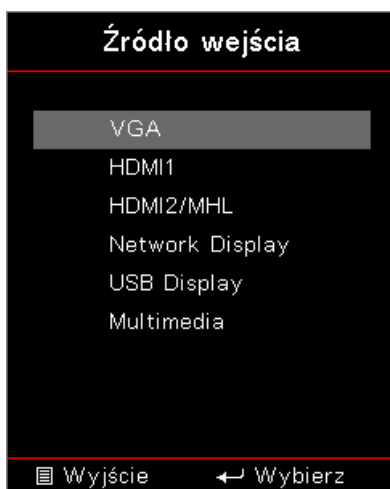 Źródło wejścia
VGA
HDMI1
HDMI2/MHL
Network Display
USB Display
Multimedia
Wyjście Wybierz